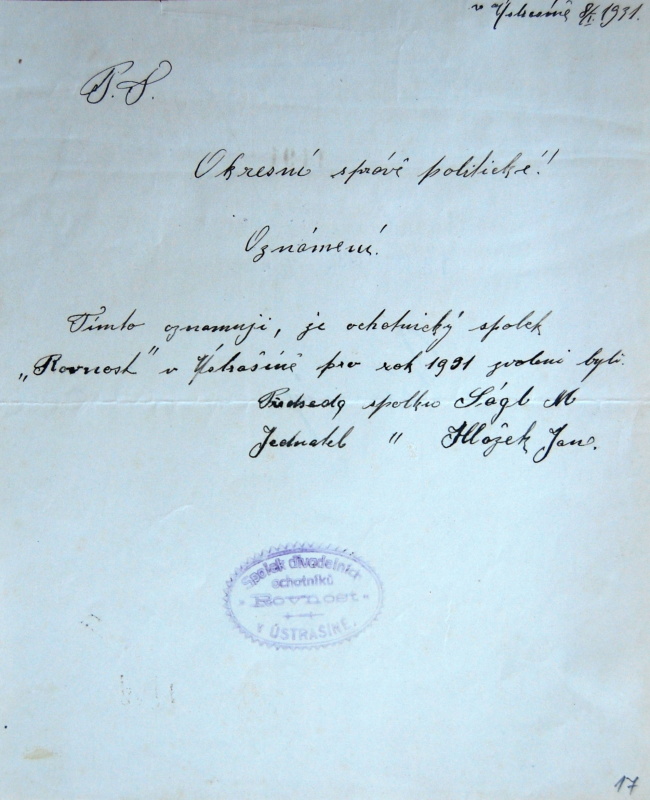 v Ústrašíně 8/I 1931.
P. S.
Okresní správě politické!!
Oznámení.
Tímto oznamuji, že ochotnický spolek
„Rovnost" v Ústrašíně pro rok 1931 zvoleni byli.
Předseda spolku Ságl M
Jednatel " Hložek Jan.
Spolek divadelních
ochotníků
Rovnost
V ÚSTRAŠÍNĚ.
17